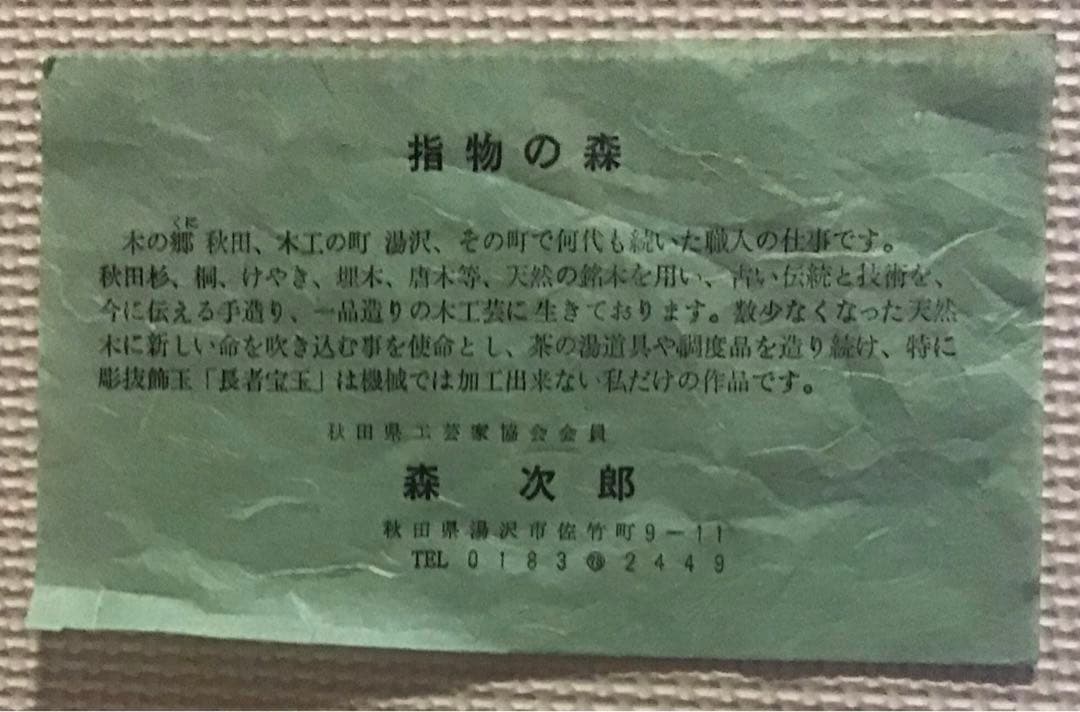 指物の森
くに
木の郷 秋田、木工の町 湯沢、その町で何代も続いた職人の仕事です。
秋田杉、桐、けやき、埋木、唐木等、天然の銘木を用い、古い伝統と技術を、
今に伝える手造り、一品造りの木工芸に生きております。数少なくなった天然
木に新しい命を吹き込む事を使命とし、茶の湯道具や調度品を造り続け、特に
彫抜飾玉「長者宝玉」は機械では加工出来ない私だけの作品です。
秋田県工芸家協会会員
森 次郎
秋田県湯沢市佐竹町9-11
TEL 0183 2449